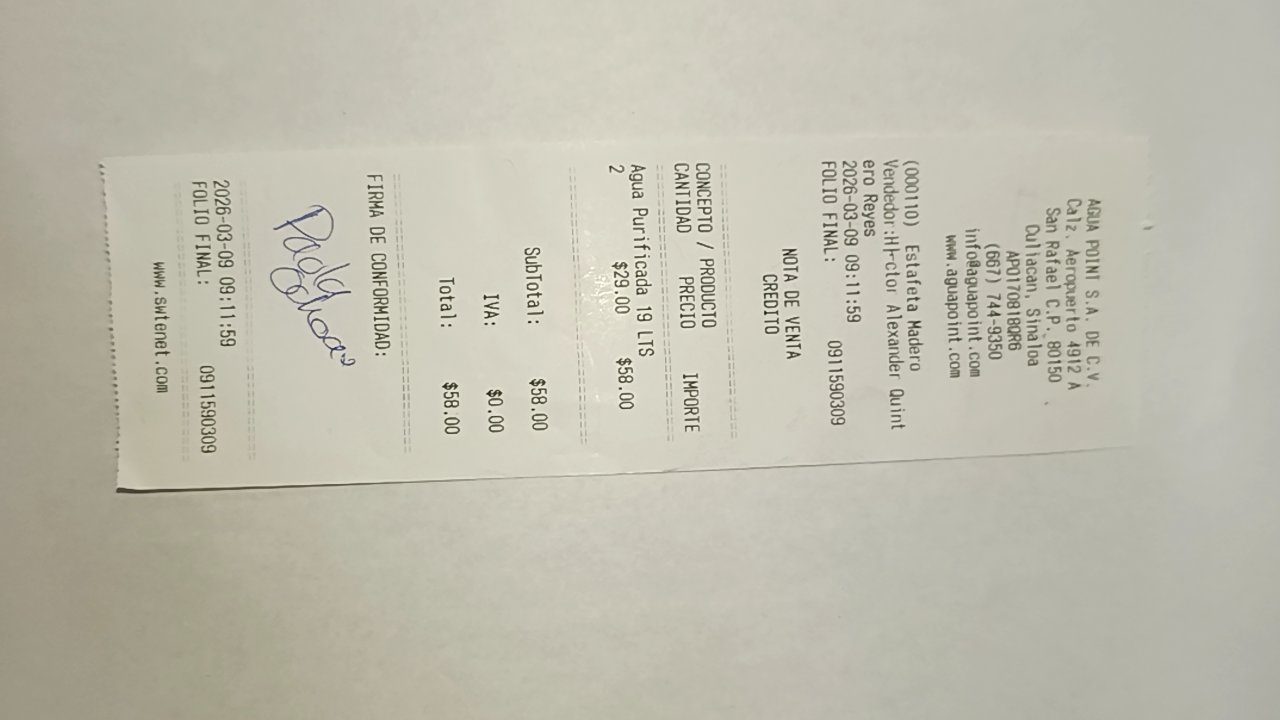 AGUA POINT S.A. DE C.V.
Calz. Aeropuerto 4912 A
San Rafael C.P. 80150
Culiacan, Sinaloa
APO170818QR6
(667) 744-9350
info@aguapoint.com
www.aguapoint.com
(000110) Estafeta Madero
Vendedor:H├ctor Alexander Quint
ero Reyes
2026-03-09 09:11:59
FOLIO FINAL: 0911590309
NOTA DE VENTA
CREDITO
CONCEPTO / PRODUCTO
CANTIDAD PRECIO IMPORTE
Agua Purificada 19 LTS
2 $29.00 $58.00
SubTotal: $58.00
IVA: $0.00
Total: $58.00
FIRMA DE CONFORMIDAD:
2026-03-09 09:11:59
FOLIO FINAL: 0911590309
www.swtenet.com